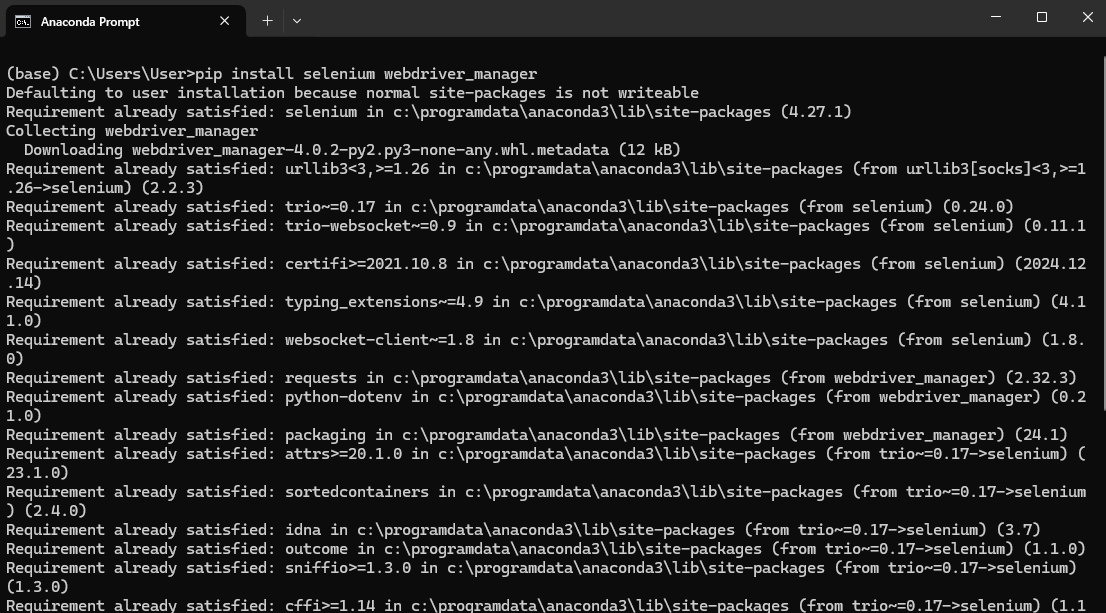 Anaconda Prompt
(base) C:\Users\User>pip install selenium webdriver_manager
Defaulting to user installation because normal site-packages is not writeable
Requirement already satisfied: selenium in c:\programdata\anaconda3\lib\site-packages (4.27.1)
Collecting webdriver_manager
  Downloading webdriver_manager-4.0.2-py2.py3-none-any.whl.metadata (12 kB)
Requirement already satisfied: urllib3<3,>=1.26 in c:\programdata\anaconda3\lib\site-packages (from urllib3[socks]<3,>=1
.26->selenium) (2.2.3)
Requirement already satisfied: trio~=0.17 in c:\programdata\anaconda3\lib\site-packages (from selenium) (0.24.0)
Requirement already satisfied: trio-websocket~=0.9 in c:\programdata\anaconda3\lib\site-packages (from selenium) (0.11.1
)
Requirement already satisfied: certifi>=2021.10.8 in c:\programdata\anaconda3\lib\site-packages (from selenium) (2024.12
.14)
Requirement already satisfied: typing_extensions~=4.9 in c:\programdata\anaconda3\lib\site-packages (from selenium) (4.1
1.0)
Requirement already satisfied: websocket-client~=1.8 in c:\programdata\anaconda3\lib\site-packages (from selenium) (1.8.
0)
Requirement already satisfied: requests in c:\programdata\anaconda3\lib\site-packages (from webdriver_manager) (2.32.3)
Requirement already satisfied: python-dotenv in c:\programdata\anaconda3\lib\site-packages (from webdriver_manager) (0.2
1.0)
Requirement already satisfied: packaging in c:\programdata\anaconda3\lib\site-packages (from webdriver_manager) (24.1)
Requirement already satisfied: attrs>=20.1.0 in c:\programdata\anaconda3\lib\site-packages (from trio~=0.17->selenium) (
23.1.0)
Requirement already satisfied: sortedcontainers in c:\programdata\anaconda3\lib\site-packages (from trio~=0.17->selenium
) (2.4.0)
Requirement already satisfied: idna in c:\programdata\anaconda3\lib\site-packages (from trio~=0.17->selenium) (3.7)
Requirement already satisfied: outcome in c:\programdata\anaconda3\lib\site-packages (from trio~=0.17->selenium) (1.1.0)
Requirement already satisfied: sniffio>=1.3.0 in c:\programdata\anaconda3\lib\site-packages (from trio~=0.17->selenium)
(1.3.0)
Requirement already satisfied: cffi>=1.14 in c:\programdata\anaconda3\lib\site-packages (from trio~=0.17->selenium) (1.1